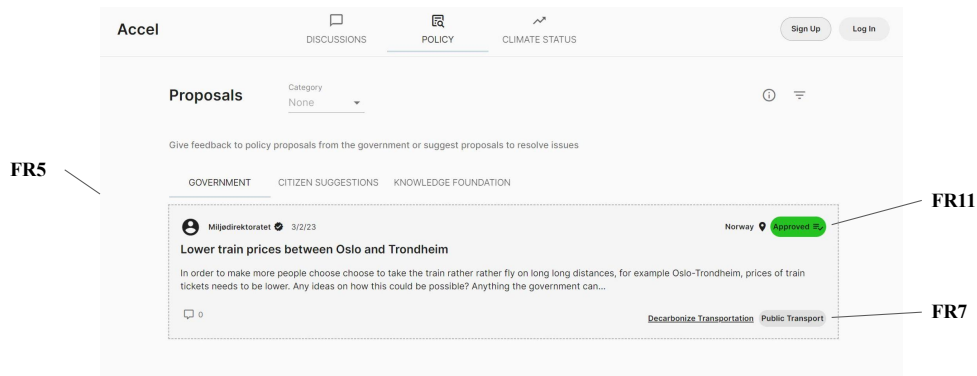 Accel
DISCUSSIONS
POLICY
CLIMATE STATUS
Sign Up
Log In
Proposals
Category
None
Give feedback to policy proposals from the government or suggest proposals to resolve issues
FR5
GOVERNMENT
CITIZEN SUGGESTIONS
KNOWLEDGE FOUNDATION
Miljødirektoratet
3/2/23
Norway
Approved
FR11
Lower train prices between Oslo and Trondheim
In order to make more people choose choose to take the train rather rather fly on long long distances, for example Oslo-Trondheim, prices of train
tickets needs to be lower. Any ideas on how this could be possible? Anything the government can...
0
Decarbonize Transportation
Public Transport
FR7